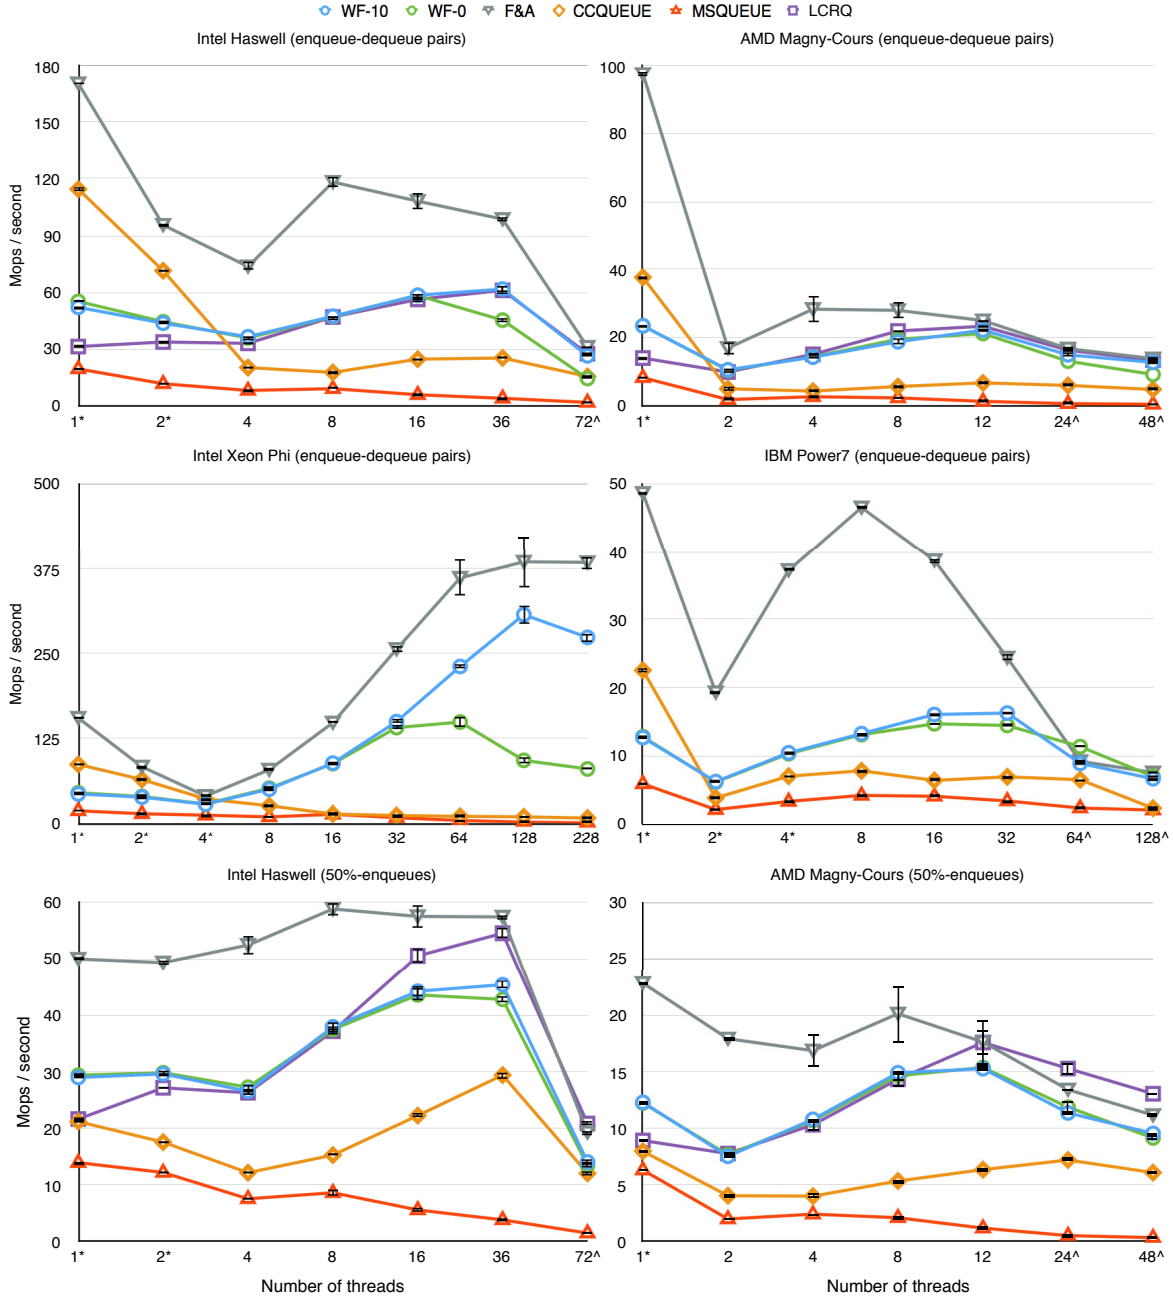 WF-10 WF-0 F&A CCQUEUE MSQUEUE LCRQ
Intel Haswell (enqueue-dequeue pairs)
Mops / second
180
150
120
90
60
30
0
1* 2* 4 8 16 36 72^
AMD Magny-Cours (enqueue-dequeue pairs)
100
80
60
40
20
0
1* 2 4 8 12 24^ 48^
Intel Xeon Phi (enqueue-dequeue pairs)
Mops / second
500
375
250
125
0
1* 2* 4* 8 16 32 64 128 228
IBM Power7 (enqueue-dequeue pairs)
50
40
30
20
10
0
1* 2* 4* 8 16 32 64^ 128^
Intel Haswell (50%-enqueues)
Mops / second
60
50
40
30
20
10
0
1* 2* 4 8 16 36 72^
Number of threads
AMD Magny-Cours (50%-enqueues)
30
25
20
15
10
5
0
1* 2 4 8 12 24^ 48^
Number of threads